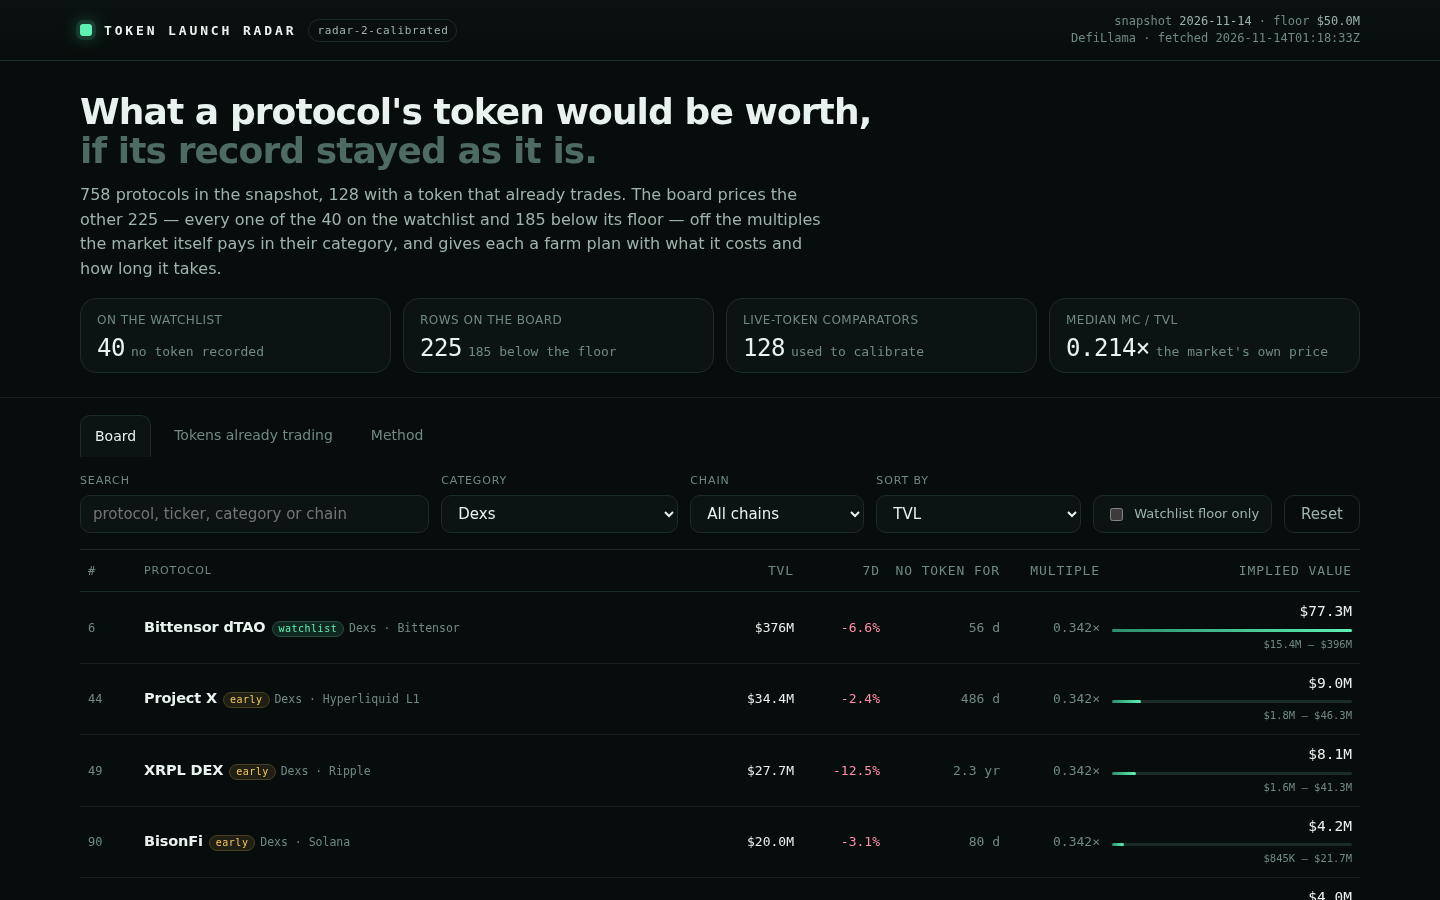 TOKEN LAUNCH RADAR radar-2-calibrated
snapshot 2026-11-14 · floor $50.0M
DefiLlama · fetched 2026-11-14T01:18:33Z
What a protocol's token would be worth,
if its record stayed as it is.
758 protocols in the snapshot, 128 with a token that already trades. The board prices the
other 225 — every one of the 40 on the watchlist and 185 below its floor — off the multiples
the market itself pays in their category, and gives each a farm plan with what it costs and
how long it takes.
ON THE WATCHLIST
40 no token recorded
ROWS ON THE BOARD
225 185 below the floor
LIVE-TOKEN COMPARATORS
128 used to calibrate
MEDIAN MC / TVL
0.214× the market's own price
Board Tokens already trading Method
SEARCH CATEGORY CHAIN SORT BY
protocol, ticker, category or chain Dexs All chains TVL Watchlist floor only Reset
# PROTOCOL TVL 7D NO TOKEN FOR MULTIPLE IMPLIED VALUE
6 Bittensor dTAO watchlist Dexs · Bittensor $376M -6.6% 56 d 0.342× $77.3M
$15.4M — $396M
44 Project X early Dexs · Hyperliquid L1 $34.4M -2.4% 486 d 0.342× $9.0M
$1.8M — $46.3M
49 XRPL DEX early Dexs · Ripple $27.7M -12.5% 2.3 yr 0.342× $8.1M
$1.6M — $41.3M
90 BisonFi early Dexs · Solana $20.0M -3.1% 80 d 0.342× $4.2M
$845K — $21.7M
$4.0M